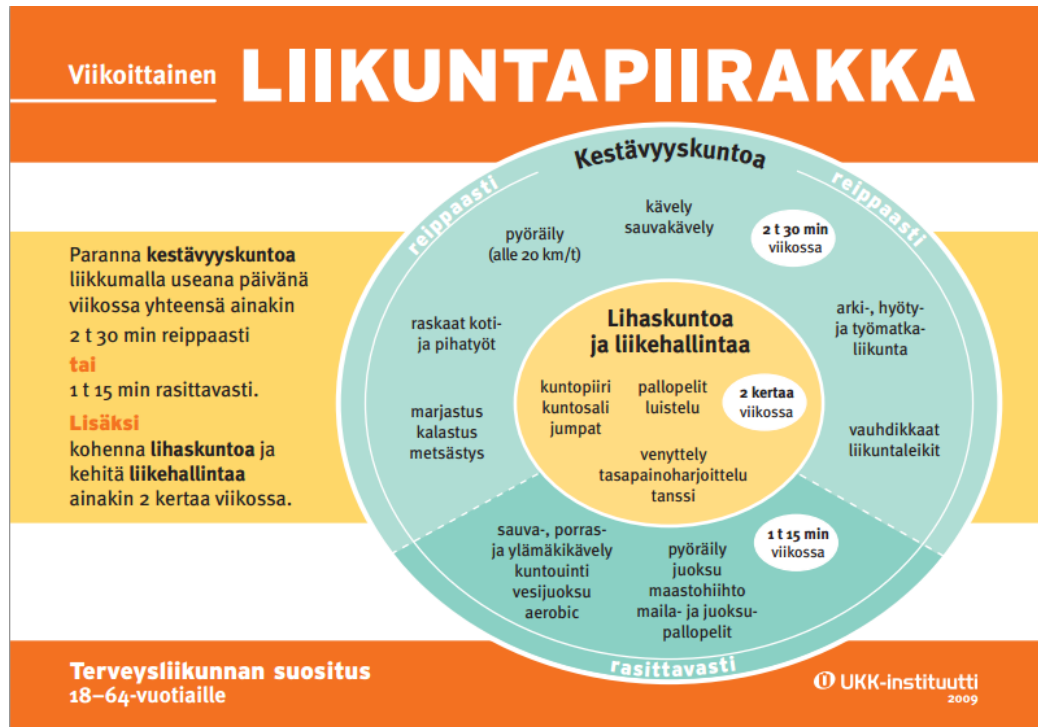 Viikoittainen LIIKUNTAPIIRAKKA
Paranna kestävyyskuntoa
liikkumalla useana päivänä
viikossa yhteensä ainakin
2 t 30 min reippaasti
tai
1 t 15 min rasittavasti.
Lisäksi
kohenna lihaskuntoa ja
kehitä liikehallintaa
ainakin 2 kertaa viikossa.
Kestävyyskuntoa
reippaasti
reippaasti
kävely
sauvakävely
2 t 30 min
viikossa
pyöräily
(alle 20 km/t)
raskaat koti-
ja pihatyöt
arki-, hyöty-
ja työmatka-
liikunta
marjastus
kalastus
metsästys
vauhdikkaat
liikuntaleikit
Lihaskuntoa
ja liikehallintaa
kuntopiiri
kuntosali
jumpat
pallopelit
luistelu
2 kertaa
viikossa
venyttely
tasapainoharjoittelu
tanssi
sauva-, porras-
ja ylämäkikävely
kuntouinti
vesijuoksu
aerobic
pyöräily
juoksu
maastohiihto
maila- ja juoksu-
pallopelit
1 t 15 min
viikossa
rasittavasti
Terveysliikunnan suositus
18–64-vuotiaille
UKK-instituutti
2009